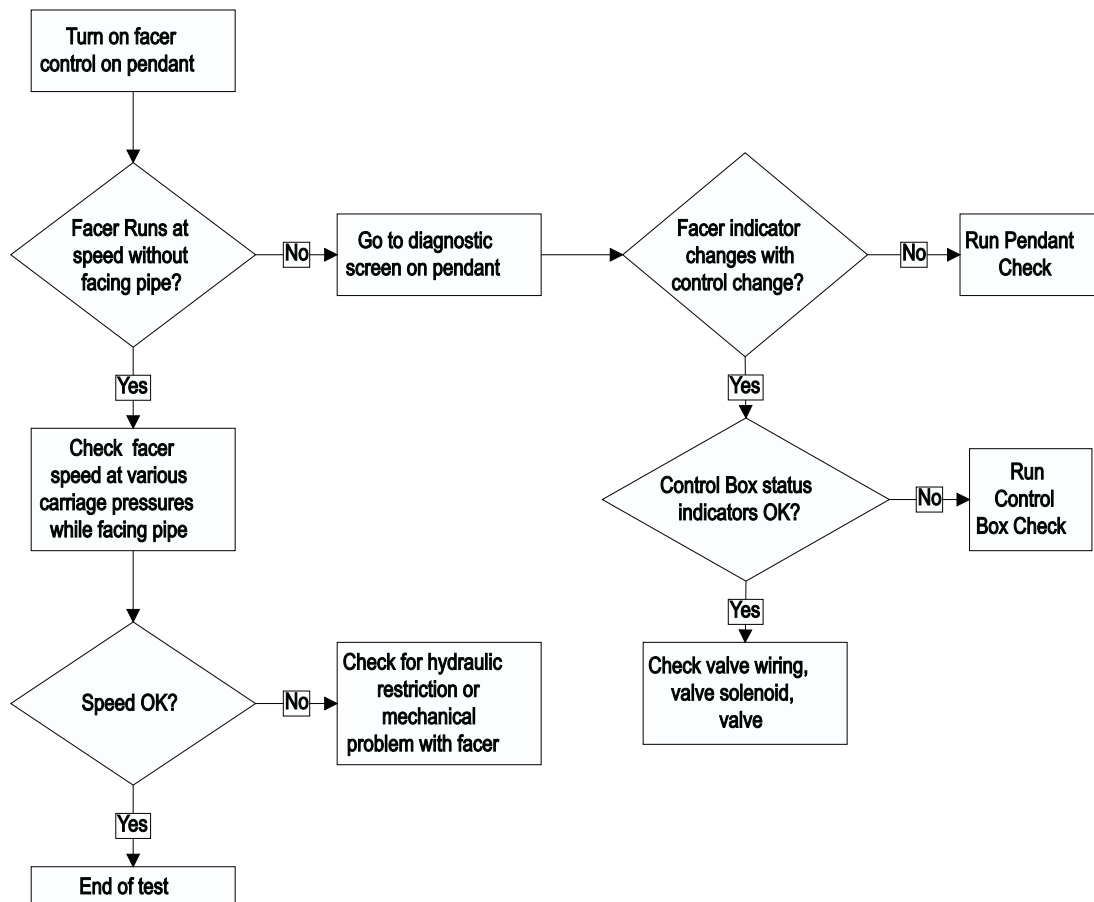 Turn on facer
control on pendant
Facer Runs at
speed without
facing pipe?
No
Go to diagnostic
screen on pendant
Facer indicator
changes with
control change?
No
Run Pendant
Check
Yes
Check facer
speed at various
carriage pressures
while facing pipe
Yes
Control Box status
indicators OK?
No
Run
Control
Box Check
Yes
Check valve wiring,
valve solenoid,
valve
Speed OK?
No
Check for hydraulic
restriction or
mechanical
problem with facer
Yes
End of test